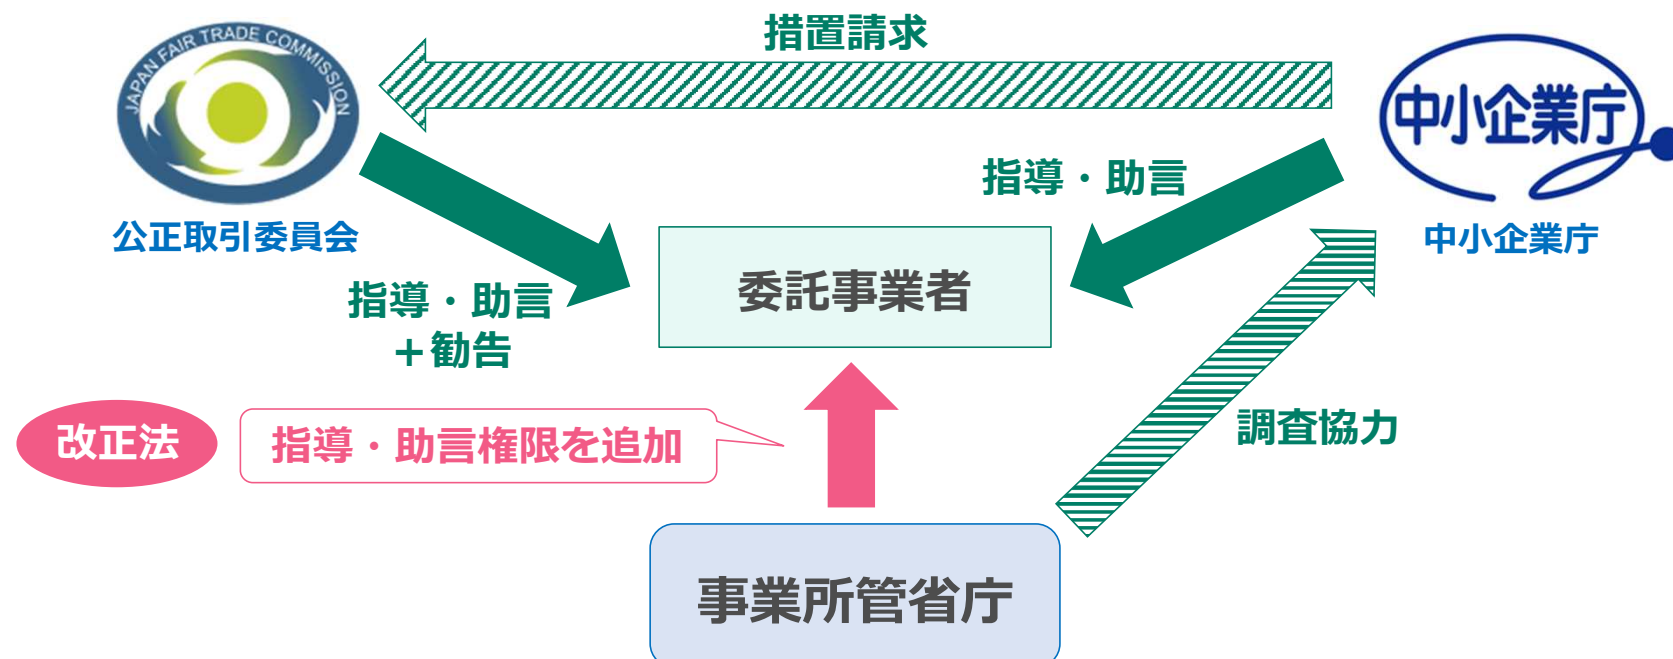 措置請求
JAPAN FAIR TRADE COMMISSION
中小企業庁
指導・助言
公正取引委員会
中小企業庁
委託事業者
指導・助言
+勧告
調査協力
改正法
指導・助言権限を追加
事業所管省庁